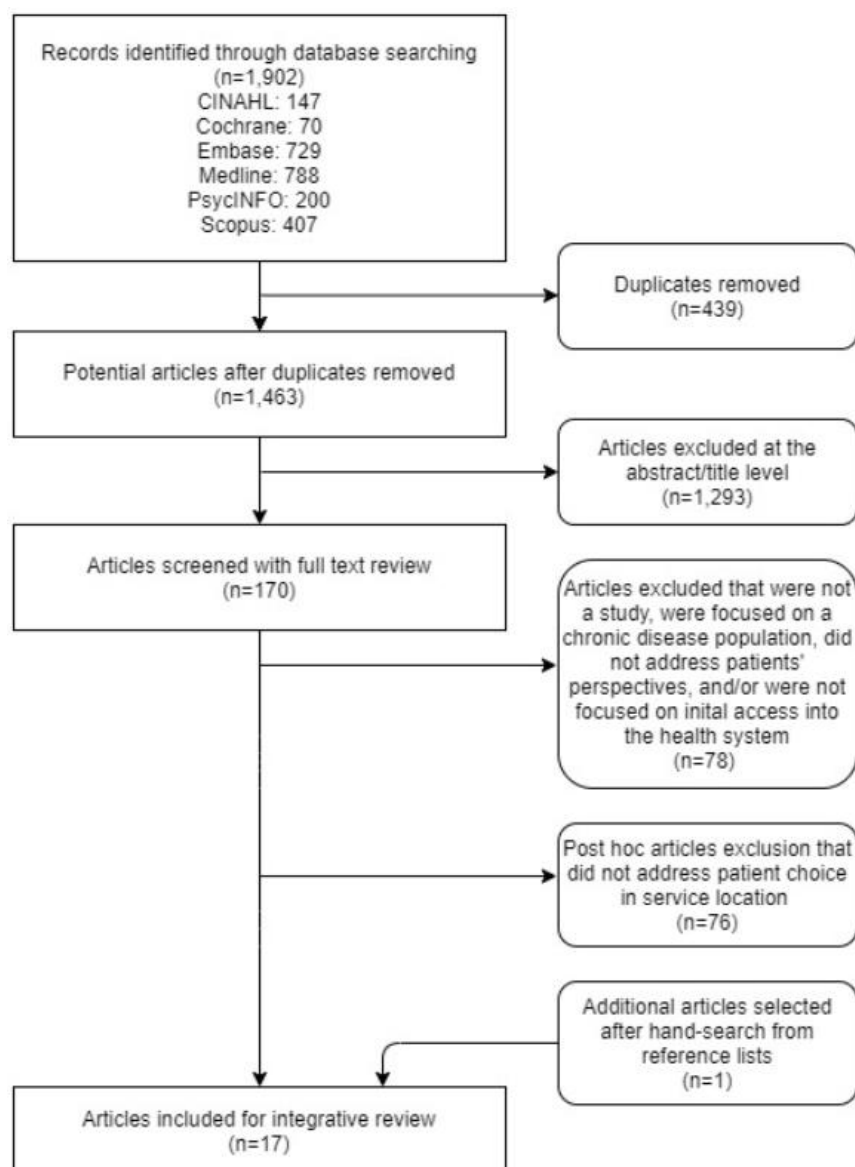 Records identified through database searching
(n=1,902)
CINAHL: 147
Cochrane: 70
Embase: 729
Medline: 788
PsycINFO: 200
Scopus: 407
Duplicates removed
(n=439)
Potential articles after duplicates removed
(n=1,463)
Articles excluded at the
abstract/title level
(n=1,293)
Articles screened with full text review
(n=170)
Articles excluded that were not
a study, were focused on a
chronic disease population, did
not address patients'
perspectives, and/or were not
focused on inital access into
the health system
(n=78)
Post hoc articles exclusion that
did not address patient choice
in service location
(n=76)
Additional articles selected
after hand-search from
reference lists
(n=1)
Articles included for integrative review
(n=17)